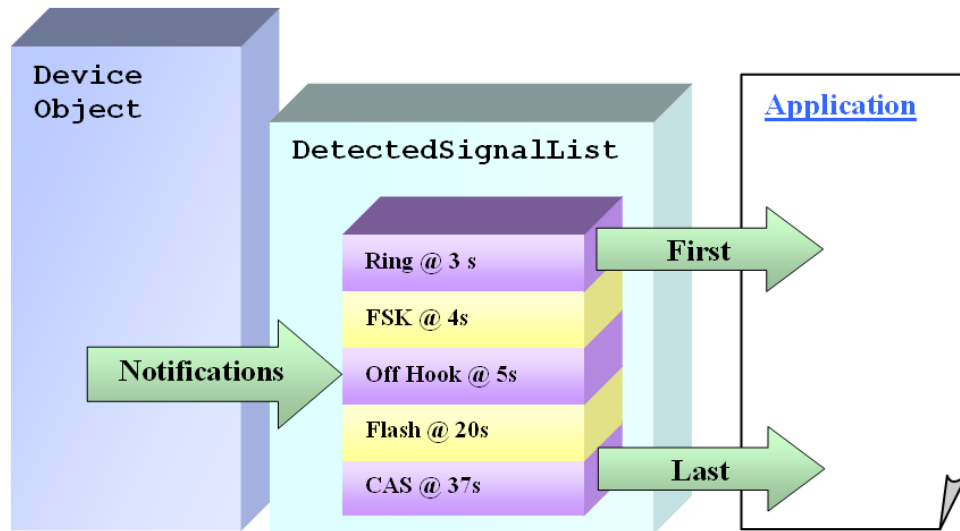 Device
Object
DetectedSignalList
Application
Ring @ 3 s
First
FSK @ 4s
Notifications
Off Hook @ 5s
Flash @ 20s
CAS @ 37s
Last